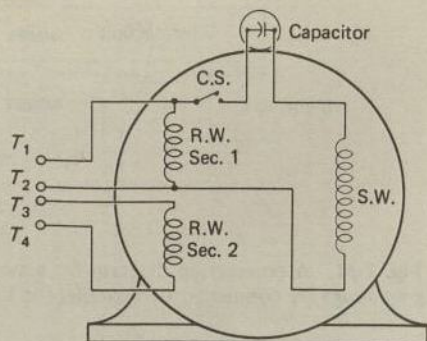 Capacitor
C.S.
T1
R.W.
Sec. 1
T2
S.W.
T3
R.W.
T4
Sec. 2